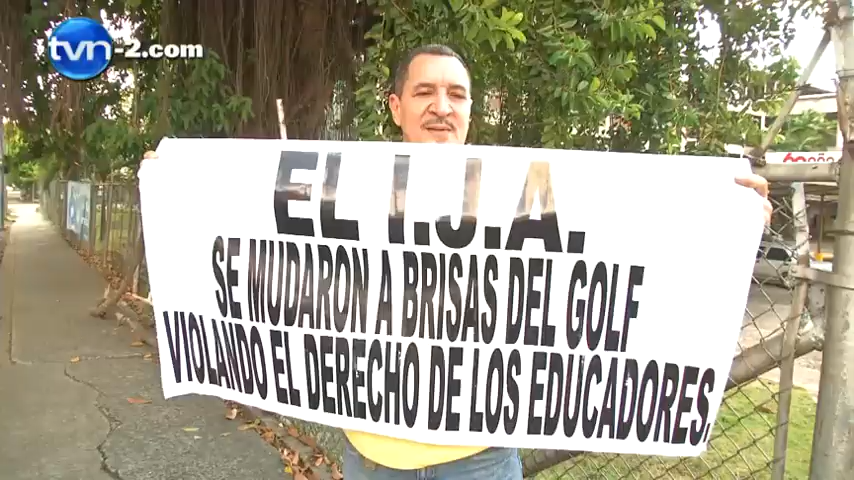 tvn-2.com
EL I.J.A.
SE MUDARON A BRISAS DEL GOLF
VIOLANDO EL DERECHO DE LOS EDUCADORES.